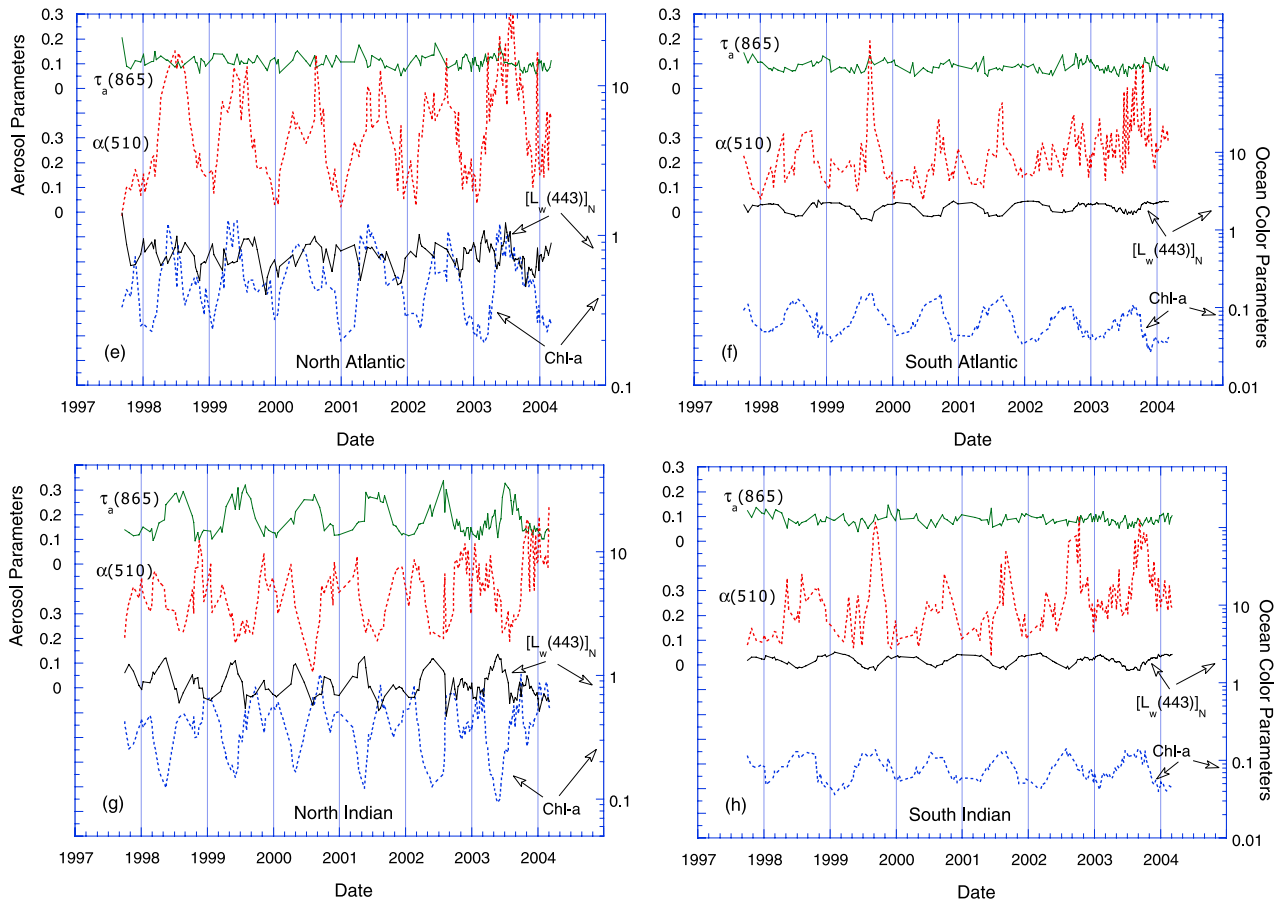 0.3
0.2
0.1
0
τa(865)
α(510)
0.3
0.2
0.1
0
Aerosol Parameters
10
1
0.1
[Lw(443)]N
Chl-a
(e)
North Atlantic
1997 1998 1999 2000 2001 2002 2003 2004
Date
0.3
0.2
0.1
0
τa(865)
α(510)
0.3
0.2
0.1
0
10
1
0.1
0.01
Ocean Color Parameters
[Lw(443)]N
Chl-a
(f)
South Atlantic
1997 1998 1999 2000 2001 2002 2003 2004
Date
0.3
0.2
0.1
0
τa(865)
α(510)
0.3
0.2
0.1
0
Aerosol Parameters
10
1
0.1
[Lw(443)]N
Chl-a
(g)
North Indian
1997 1998 1999 2000 2001 2002 2003 2004
Date
0.3
0.2
0.1
0
τa(865)
α(510)
0.3
0.2
0.1
0
10
1
0.1
0.01
Ocean Color Parameters
[Lw(443)]N
Chl-a
(h)
South Indian
1997 1998 1999 2000 2001 2002 2003 2004
Date